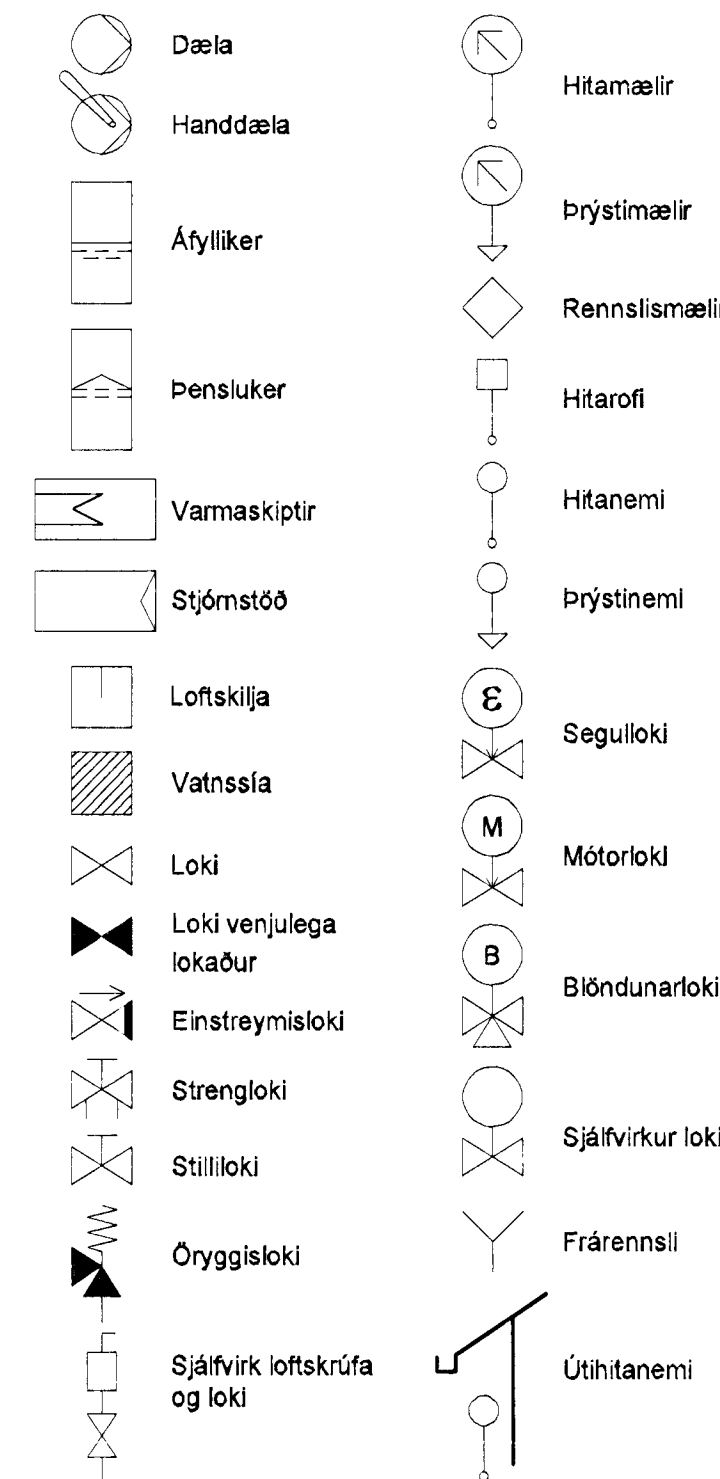 Dæla
Handdæla
Áfylliker
Þensluker
Varmaskiptir
Stjórnstöð
Loftskilja
Vatnssía
Loki
Loki venjulega
lokaður
Einstreymisloki
Strengloki
Stilliloki
Öryggisloki
Sjálfvirk loftskrúfa
og loki
Hitamælir
Þrýstimælir
Rennslismælir
Hitarofi
Hitanemi
Þrýstinemi
ε
Segulloki
M
Mótorloki
B
Blöndunarloki
Sjálfvirkur loki
Frárennsli
Útihitanemi